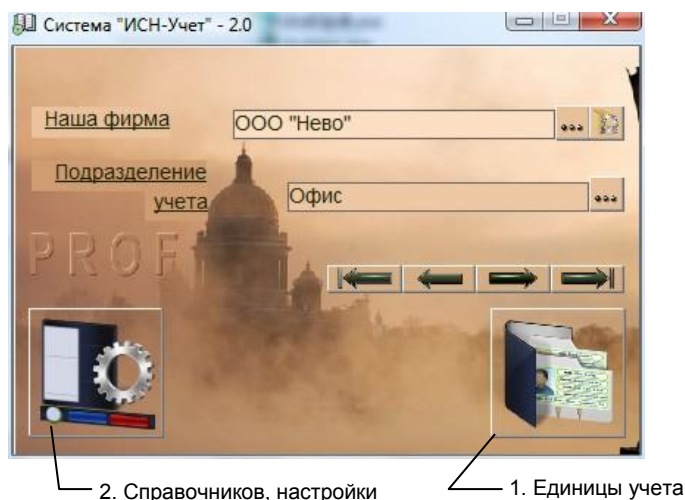 Система "ИСН-Учет" - 2.0
Наша фирма
ООО "Нево"
Подразделение
учета
Офис
PROF
2. Справочников, настройки
1. Единицы учета